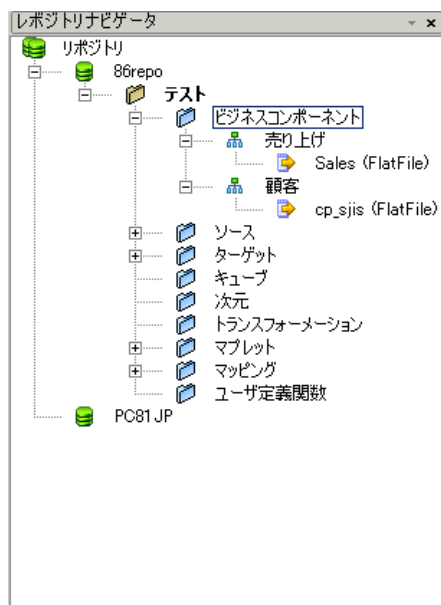 レポジトリナビゲータ
リポジトリ
86repo
テスト
ビジネスコンポーネント
売り上げ
Sales (FlatFile)
顧客
cp_sjis (FlatFile)
ソース
ターゲット
キューブ
次元
トランスフォーメーション
マプレット
マッピング
ユーザ定義関数
PC81JP